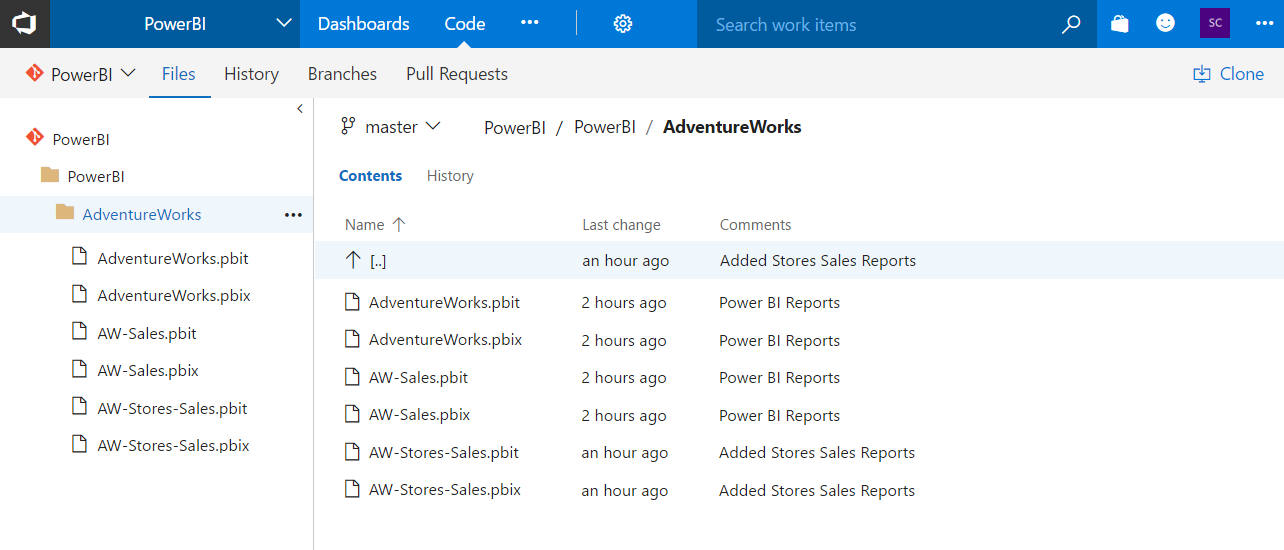 PowerBI Dashboards Code ••• Search work items SC •••
PowerBI Files History Branches Pull Requests Clone
PowerBI
PowerBI
AdventureWorks •••
AdventureWorks.pbit
AdventureWorks.pbix
AW-Sales.pbit
AW-Sales.pbix
AW-Stores-Sales.pbit
AW-Stores-Sales.pbix
master PowerBI / PowerBI / AdventureWorks
Contents History
Name Last change Comments
[..] an hour ago Added Stores Sales Reports
AdventureWorks.pbit 2 hours ago Power BI Reports
AdventureWorks.pbix 2 hours ago Power BI Reports
AW-Sales.pbit 2 hours ago Power BI Reports
AW-Sales.pbix 2 hours ago Power BI Reports
AW-Stores-Sales.pbit an hour ago Added Stores Sales Reports
AW-Stores-Sales.pbix an hour ago Added Stores Sales Reports